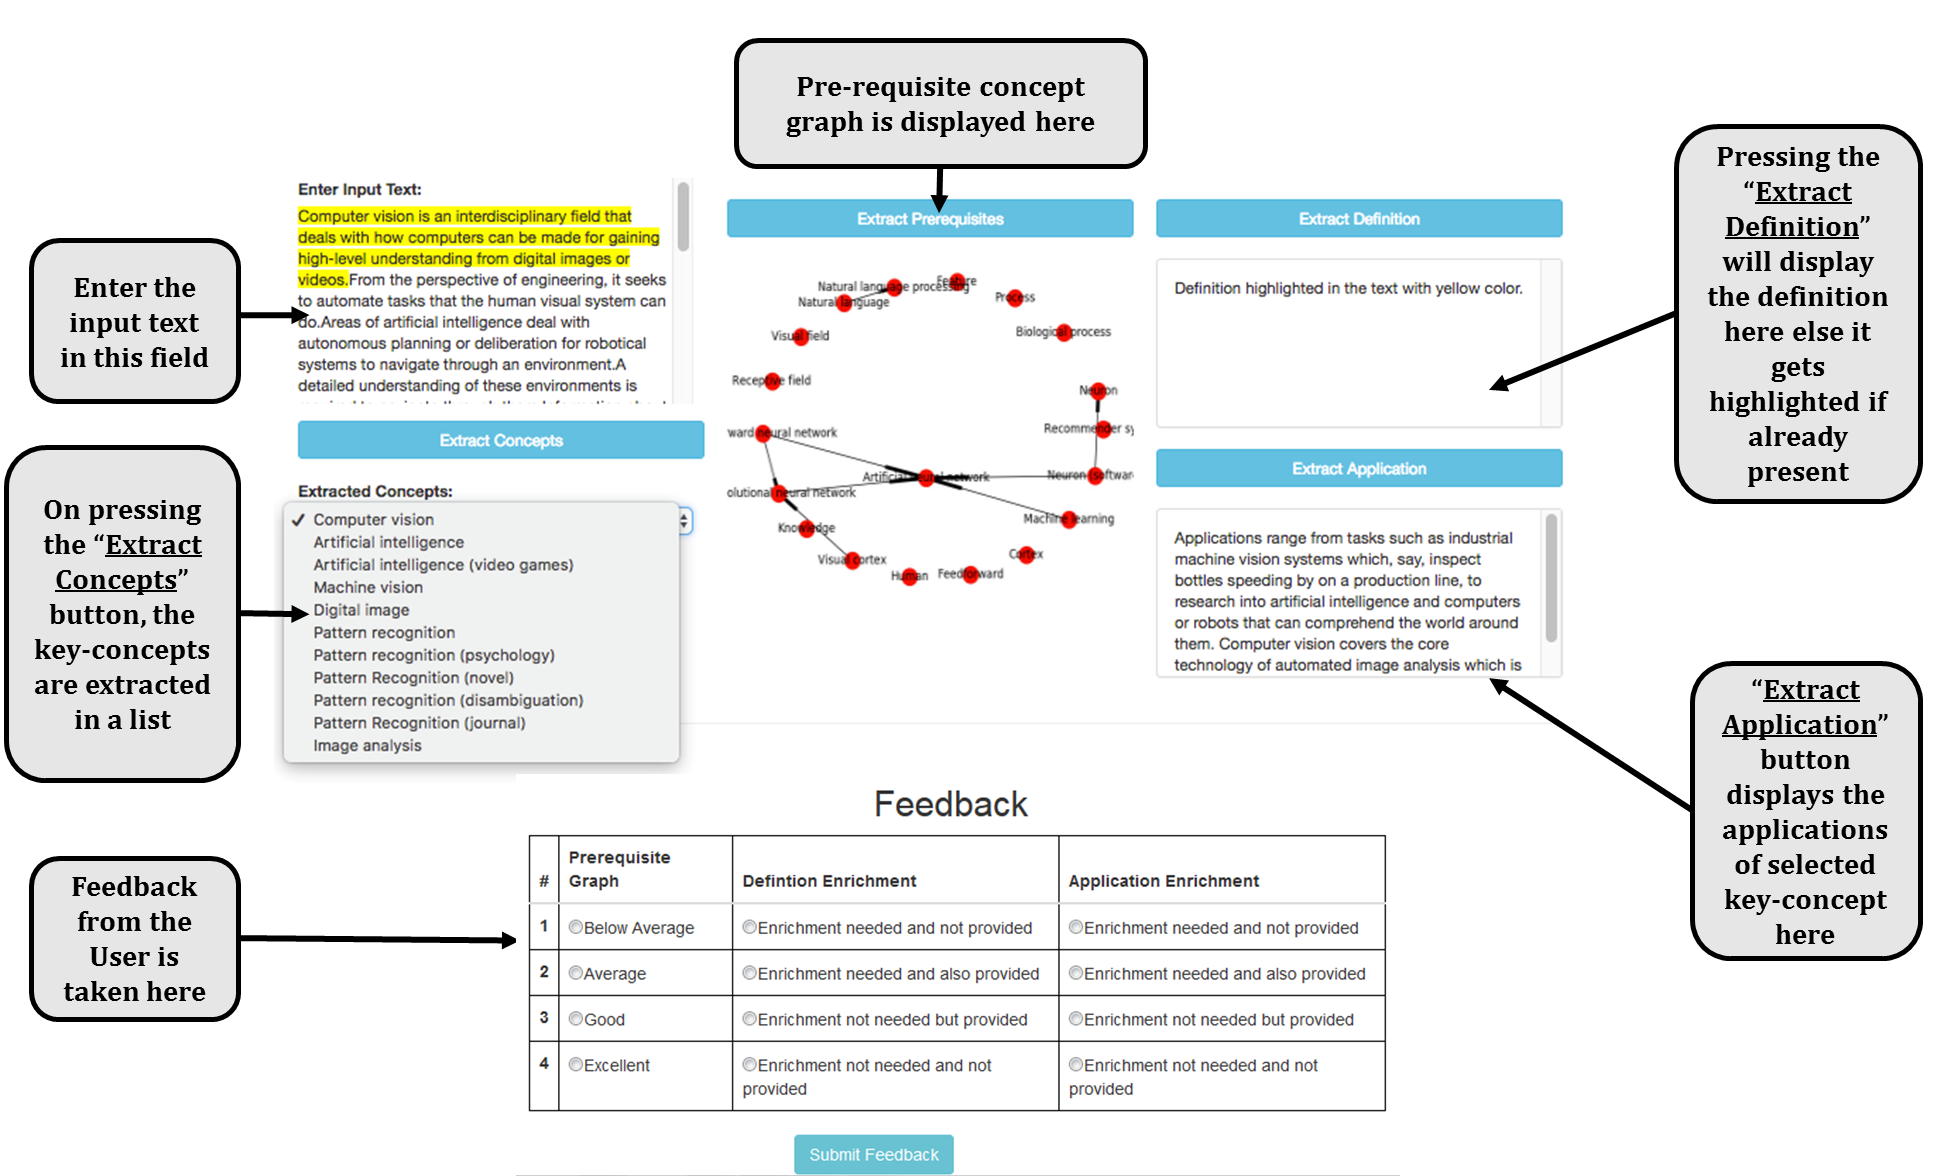 Pre-requisite concept
graph is displayed here
Enter the
input text
in this field
Enter Input Text:
Computer vision is an interdisciplinary field that
deals with how computers can be made for gaining
high-level understanding from digital images or
videos.From the perspective of engineering, it seeks
to automate tasks that the human visual system can
do.Areas of artificial intelligence deal with
autonomous planning or deliberation for robotical
systems to navigate through an environment.A
detailed understanding of these environments is
Extract Concepts
On pressing
the “Extract
Concepts”
button, the
key-concepts
are extracted
in a list
Extracted Concepts:
✓ Computer vision
Artificial intelligence
Artificial intelligence (video games)
Machine vision
Digital image
Pattern recognition
Pattern recognition (psychology)
Pattern Recognition (novel)
Pattern recognition (disambiguation)
Pattern Recognition (journal)
Image analysis
Extract Prerequisites
Feature
Natural language processing
Process
Natural language
Biological process
Visual field
Receptive field
Neuron
Recommender sy
ward neural network
Artificial neural network
Neuron (softwar
olutional neural network
Machine learning
Knowledge
Cortex
Visual cortex
Human
Feedforward
Extract Definition
Definition highlighted in the text with yellow color.
Extract Application
Applications range from tasks such as industrial
machine vision systems which, say, inspect
bottles speeding by on a production line, to
research into artificial intelligence and computers
or robots that can comprehend the world around
them. Computer vision covers the core
technology of automated image analysis which is
Pressing the
“Extract
Definition”
will display
the definition
here else it
gets
highlighted if
already
present
“Extract
Application”
button
displays the
applications
of selected
key-concept
here
Feedback
from the
User is
taken here
Feedback
# Prerequisite Graph Defintion Enrichment Application Enrichment
1 Below Average Enrichment needed and not provided Enrichment needed and not provided
2 Average Enrichment needed and also provided Enrichment needed and also provided
3 Good Enrichment not needed but provided Enrichment not needed but provided
4 Excellent Enrichment not needed and not provided Enrichment not needed and not provided
Submit Feedback